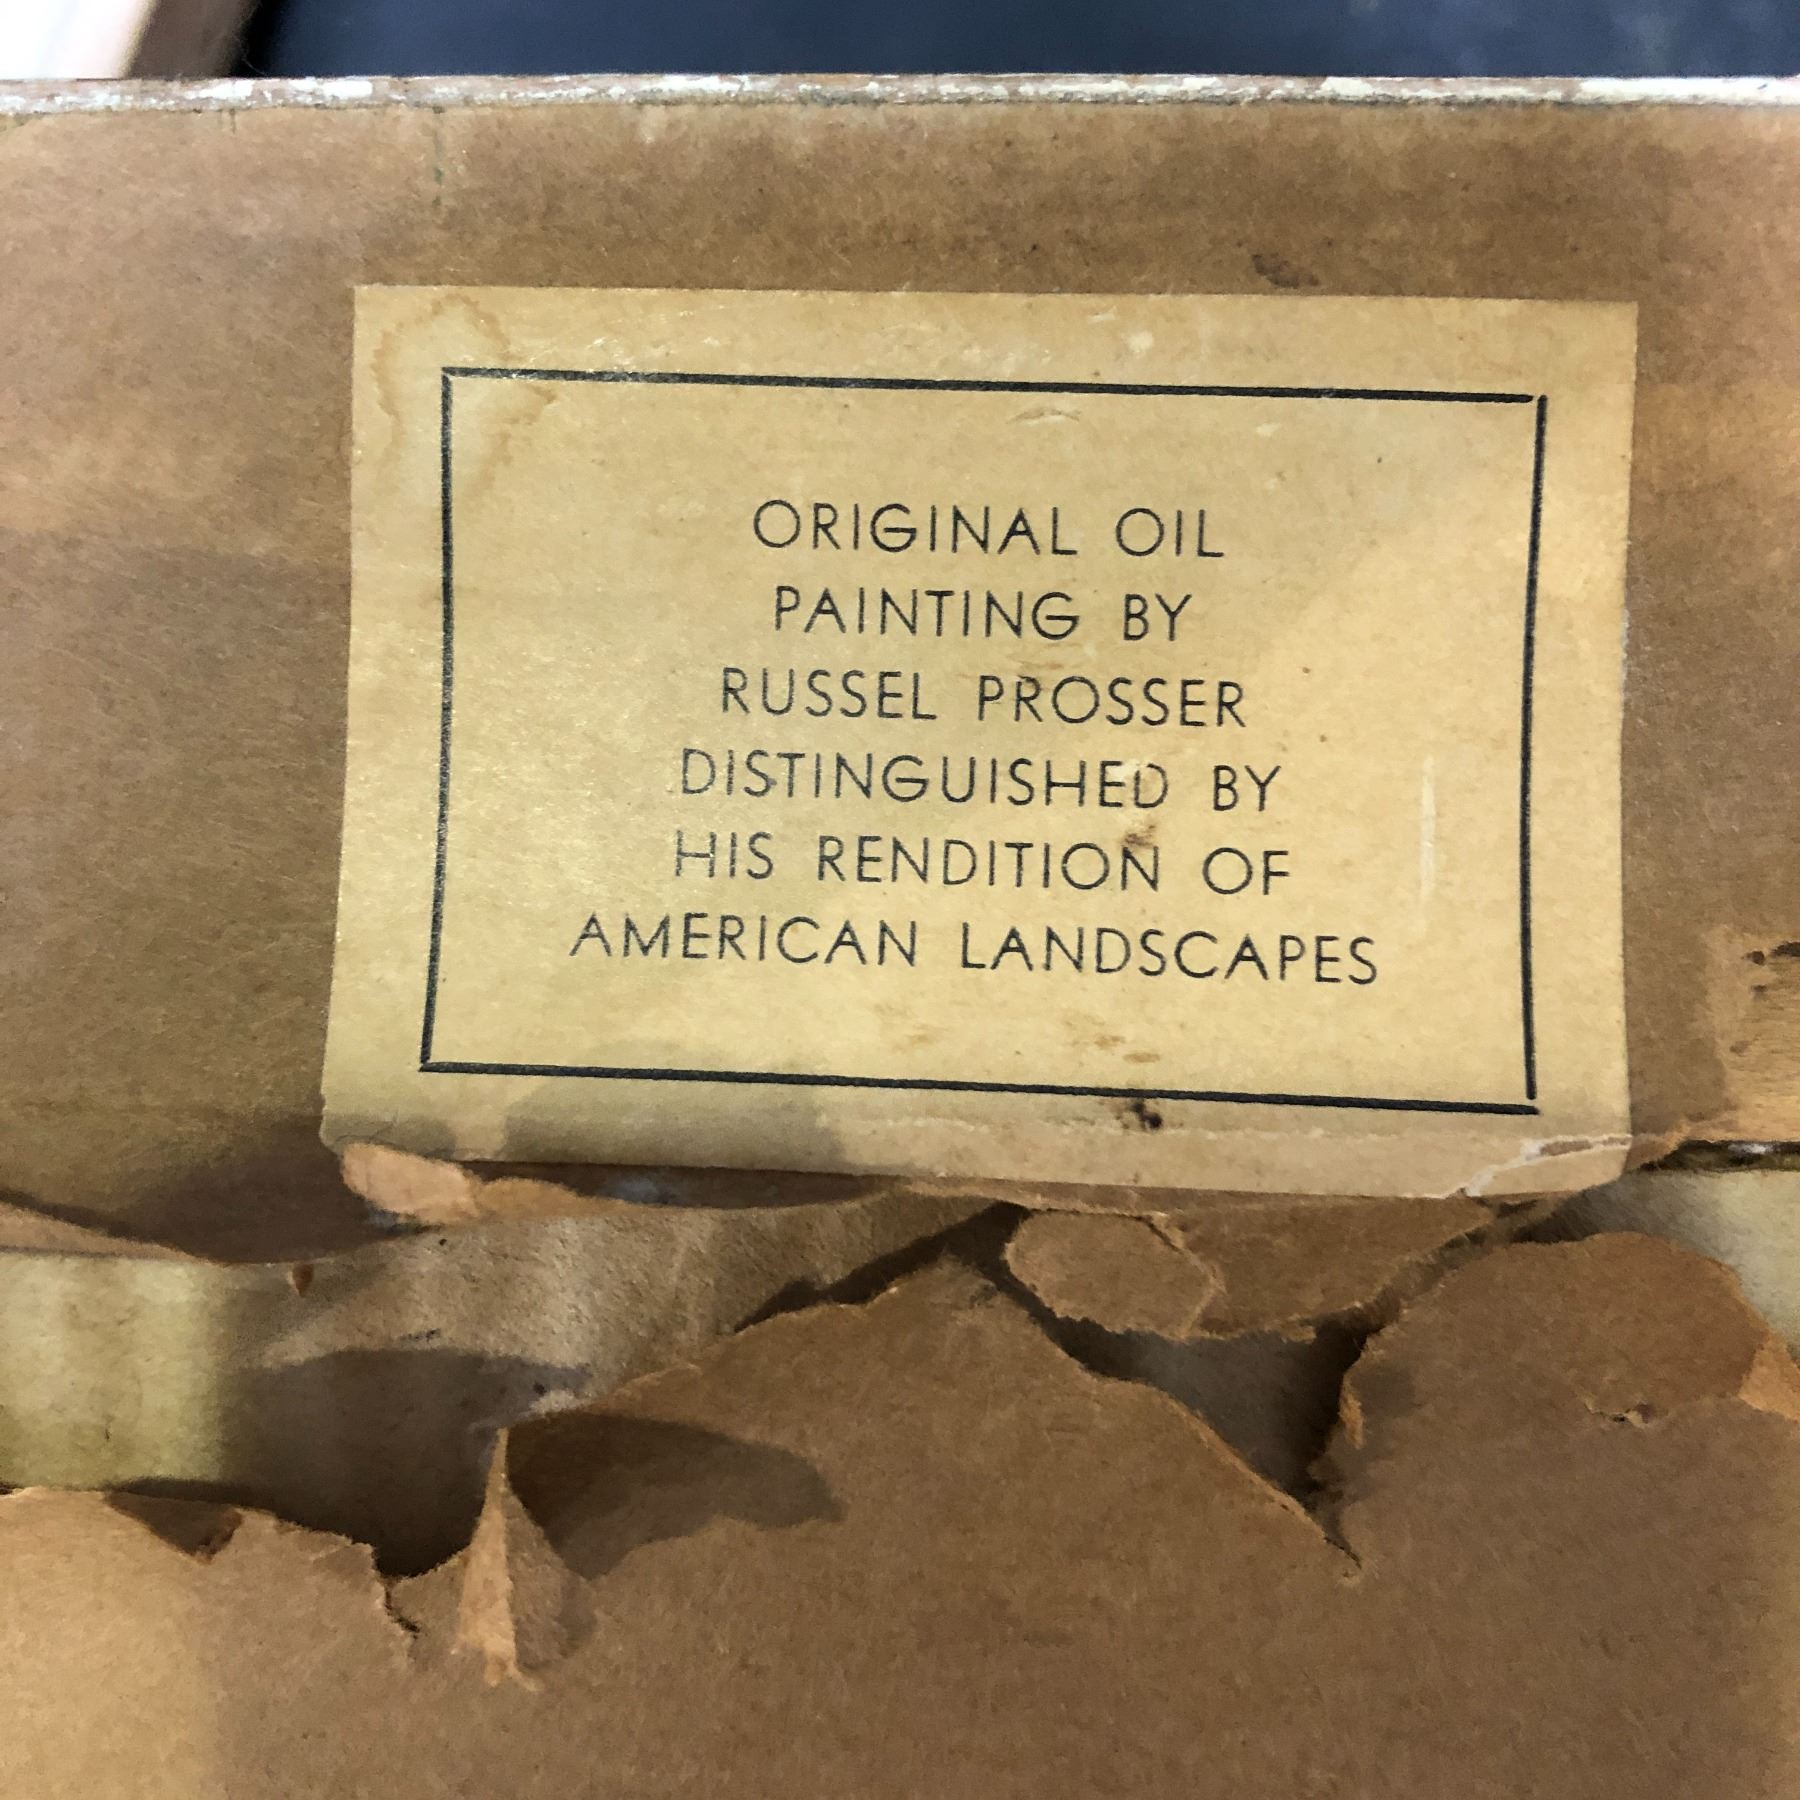 ORIGINAL OIL
PAINTING BY
RUSSEL PROSSER
DISTINGUISHED BY
HIS RENDITION OF
AMERICAN LANDSCAPES